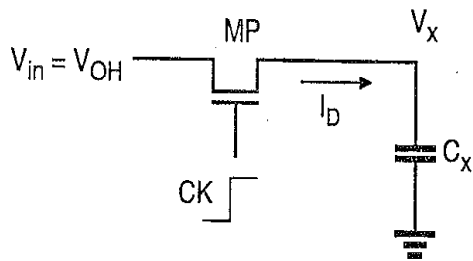 MP
V_x
V_in = V_OH
I_D
C_x
CK